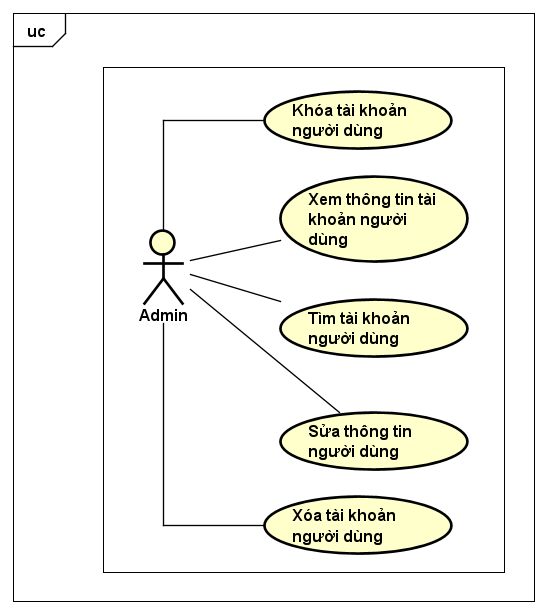 uc
Khóa tài khoản
người dùng
Xem thông tin tài
khoản người
dùng
Admin
Tìm tài khoản
người dùng
Sửa thông tin
người dùng
Xóa tài khoản
người dùng